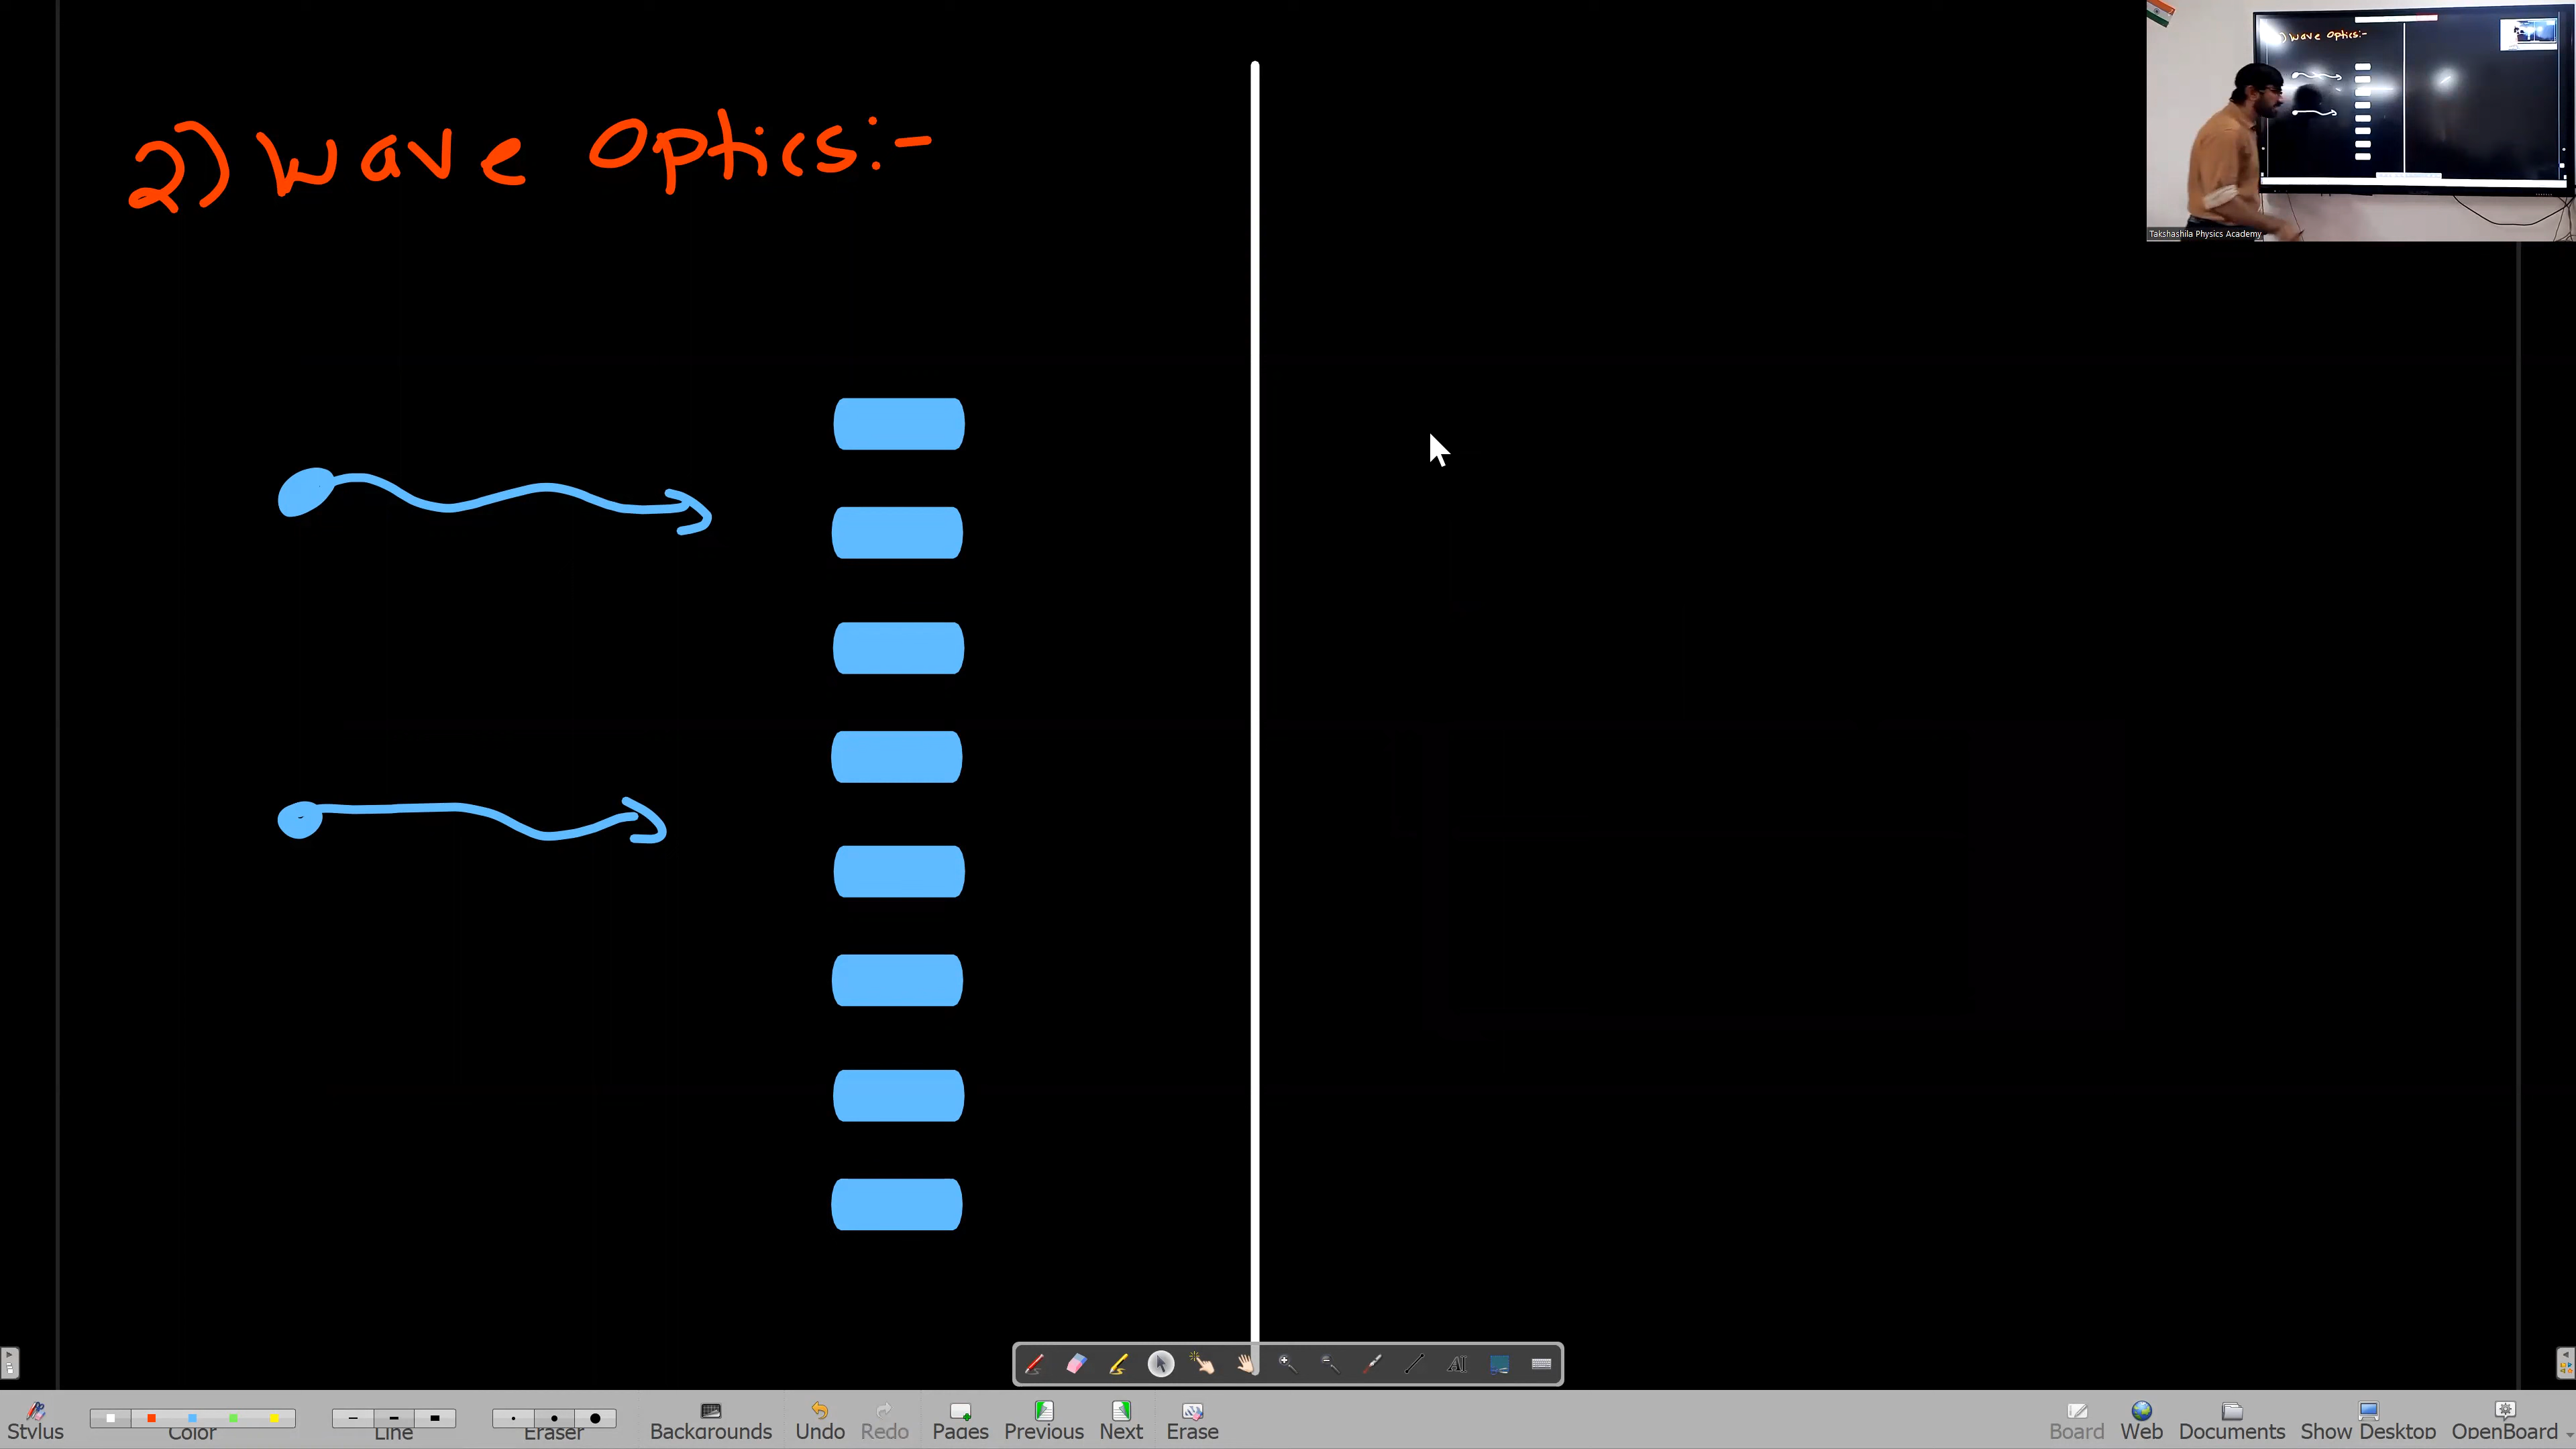 2) Wave Optics:-
Takshashila Physics Academy
Stylus
Color
Line
Eraser
Backgrounds
Undo
Redo
Pages
Previous
Next
Erase
Board
Web
Documents
Show Desktop
OpenBoard